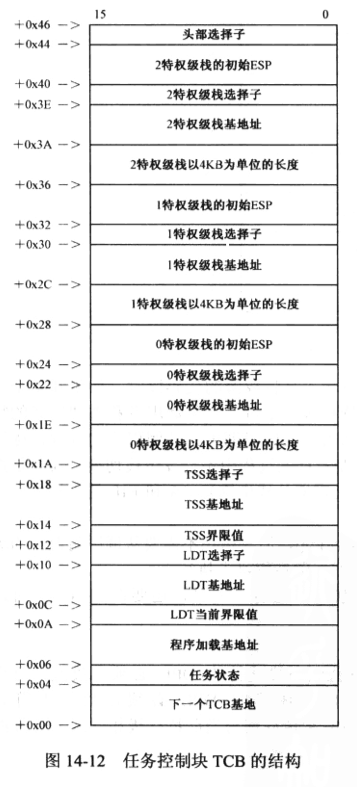 15 0
+0x46 —>
头部选择子
+0x44 —>
2特权级栈的初始ESP
+0x40 —>
2特权级栈选择子
+0x3E —>
2特权级栈基地址
+0x3A —>
2特权级栈以4KB为单位的长度
+0x36 —>
1特权级栈的初始ESP
+0x32 —>
1特权级栈选择子
+0x30 —>
1特权级栈基地址
+0x2C —>
1特权级栈以4KB为单位的长度
+0x28 —>
0特权级栈的初始ESP
+0x24 —>
0特权级栈选择子
+0x22 —>
0特权级栈基地址
+0x1E —>
0特权级栈以4KB为单位的长度
+0x1A —>
TSS选择子
+0x18 —>
TSS基地址
+0x14 —>
TSS界限值
+0x12 —>
LDT选择子
+0x10 —>
LDT基地址
+0x0C —>
LDT当前界限值
+0x0A —>
程序加载基地址
+0x06 —>
任务状态
+0x04 —>
下一个TCB基地
+0x00 —>
图 14-12 任务控制块 TCB 的结构